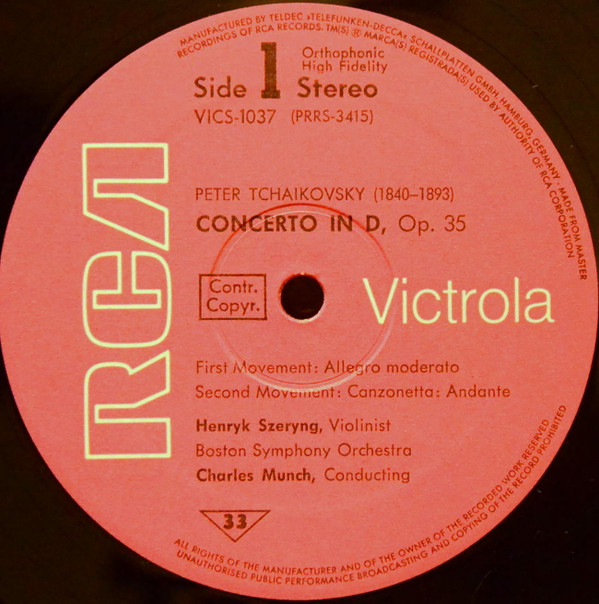 MANUFACTURED BY TELDEC »TELEFUNKEN-DECCA« SCHALLPLATTEN GMBH, HAMBURG, GERMANY · MADE FROM MASTER
RECORDINGS OF RCA RECORDS. TM(S) ® MARCA(S) REGISTRADA(S) USED BY AUTHORITY OF RCA CORPORATION
Side 1 Stereo
Orthophonic
High Fidelity
VICS-1037 (PRRS-3415)
RCA
PETER TCHAIKOVSKY (1840–1893)
CONCERTO IN D, Op. 35
Contr.
Copyr.
Victrola
First Movement: Allegro moderato
Second Movement: Canzonetta: Andante
Henryk Szeryng, Violinist
Boston Symphony Orchestra
Charles Munch, Conducting
33
ALL RIGHTS OF THE MANUFACTURER AND OF THE OWNER OF THE RECORDED WORK RESERVED
UNAUTHORISED PUBLIC PERFORMANCE BROADCASTING AND COPYING OF THE RECORD PROHIBITED